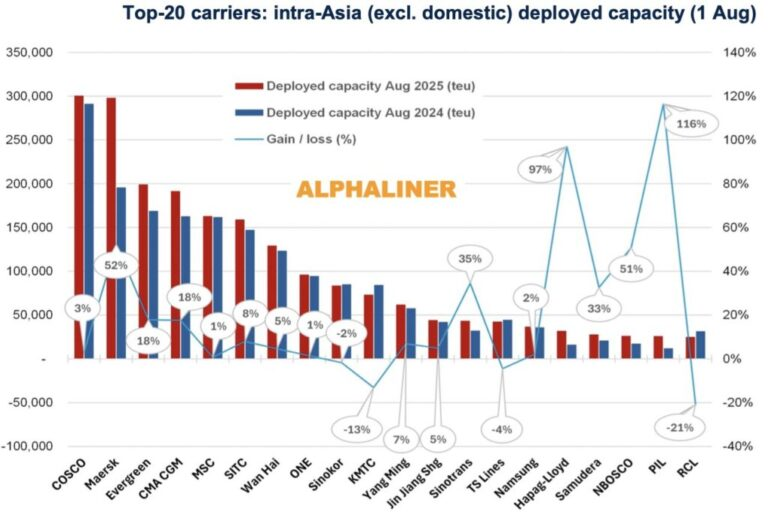 Top-20 carriers: intra-Asia (excl. domestic) deployed capacity (1 Aug)
350,000
300,000
250,000
200,000
150,000
100,000
50,000
-
-50,000
-100,000
140%
120%
100%
80%
60%
40%
20%
0%
-20%
-40%
Deployed capacity Aug 2025 (teu)
Deployed capacity Aug 2024 (teu)
Gain / loss (%)
ALPHALINER
3%
52%
18%
18%
1%
8%
5%
1%
-2%
-13%
7%
5%
35%
-4%
2%
97%
33%
51%
116%
-21%
COSCO
Maersk
Evergreen
CMA CGM
MSC
SITC
Wan Hai
ONE
Sinokor
KMTC
Yang Ming
Jin Jiang Shg
Sinotrans
TS Lines
Namsung
Hapag-Lloyd
Samudera
NBOSCO
PIL
RCL